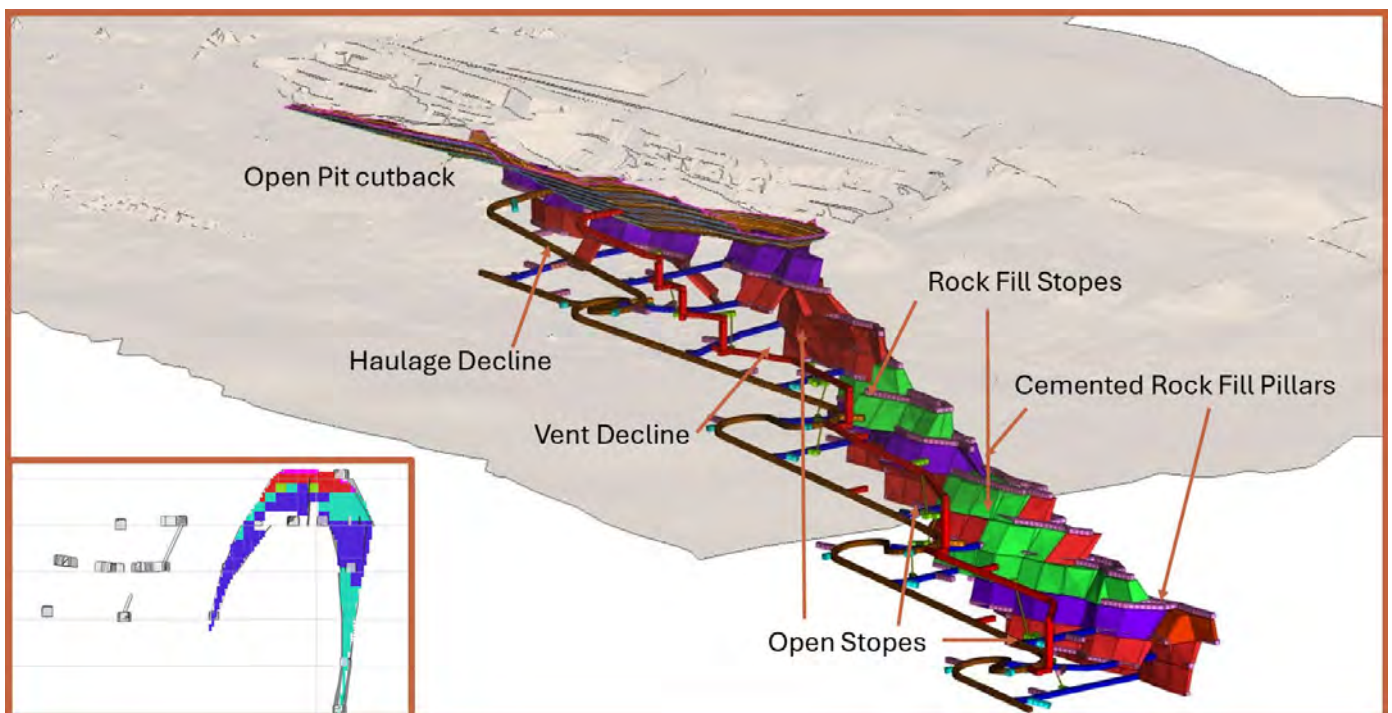 Open Pit cutback
Rock Fill Stopes
Haulage Decline
Cemented Rock Fill Pillars
Vent Decline
Open Stopes